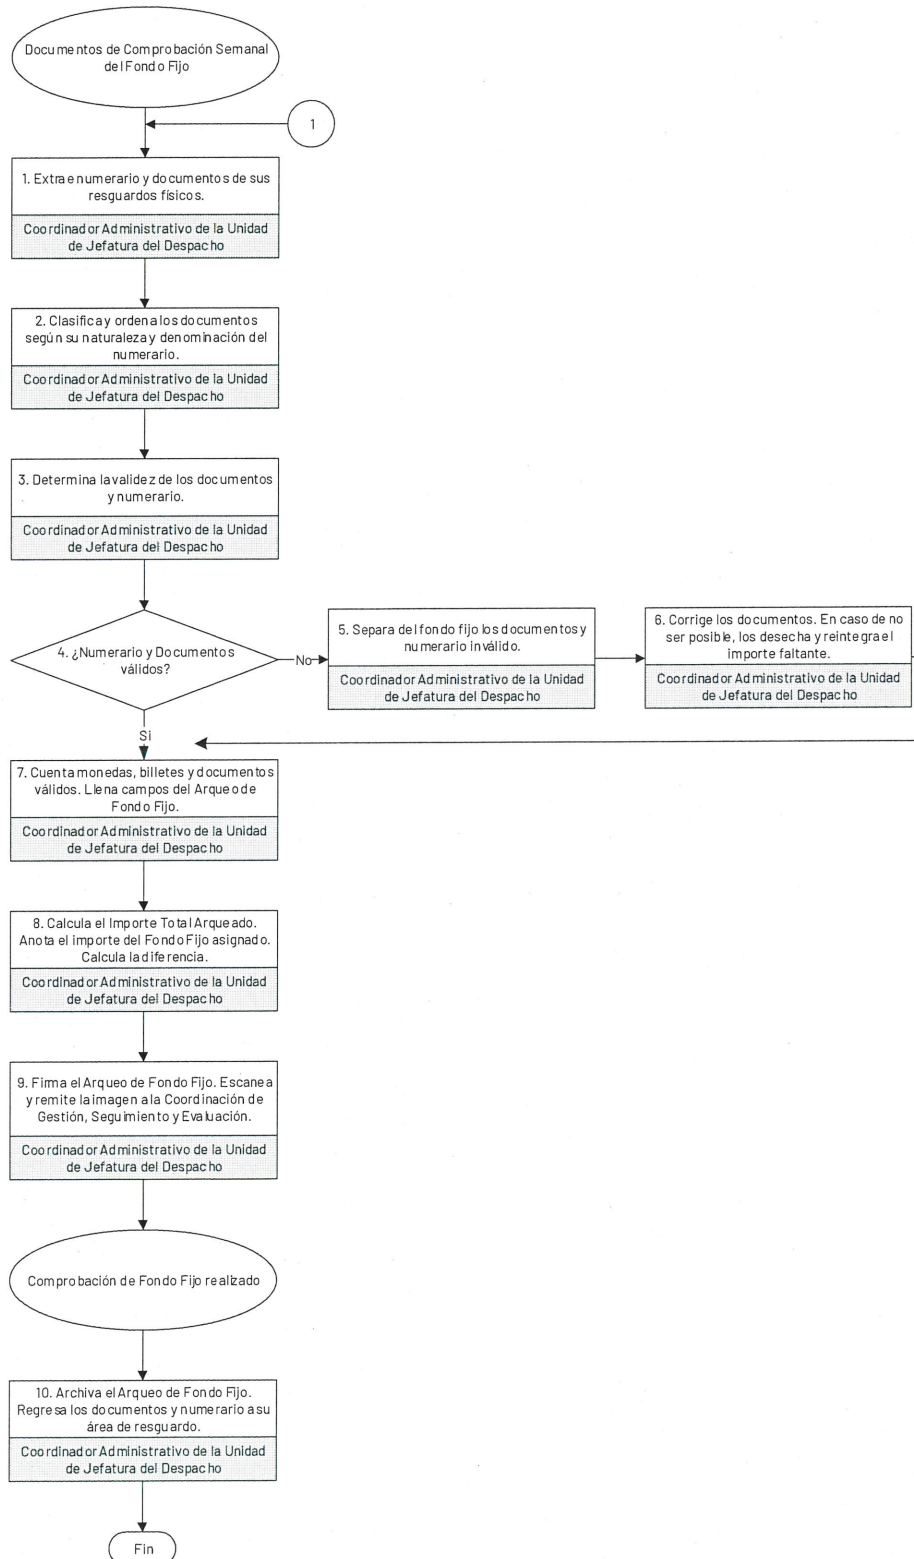 Documentos de Comprobación Semanal
del Fondo Fijo
1
1. Extrae numerario y documentos de sus
resguardos físicos.
Coordinador Administrativo de la Unidad
de Jefatura del Despacho
2. Clasifica y ordena los documentos
según su naturaleza y denominación del
numerario.
Coordinador Administrativo de la Unidad
de Jefatura del Despacho
3. Determina la validez de los documentos
y numerario.
Coordinador Administrativo de la Unidad
de Jefatura del Despacho
4. ¿Numerario y Documentos
válidos?
No
5. Separa del fondo fijo los documentos y
numerario inválido.
Coordinador Administrativo de la Unidad
de Jefatura del Despacho
6. Corrige los documentos. En caso de no
ser posible, los desecha y reintegra el
importe faltante.
Coordinador Administrativo de la Unidad
de Jefatura del Despacho
Si
7. Cuenta monedas, billetes y documentos
válidos. Llena campos del Arqueo de
Fondo Fijo.
Coordinador Administrativo de la Unidad
de Jefatura del Despacho
8. Calcula el Importe Total Arqueado.
Anota el importe del Fondo Fijo asignado.
Calcula la diferencia.
Coordinador Administrativo de la Unidad
de Jefatura del Despacho
9. Firma el Arqueo de Fondo Fijo. Escanea
y remite la imagen a la Coordinación de
Gestión, Seguimiento y Evaluación.
Coordinador Administrativo de la Unidad
de Jefatura del Despacho
Comprobación de Fondo Fijo realizado
10. Archiva el Arqueo de Fondo Fijo.
Regresa los documentos y numerario a su
área de resguardo.
Coordinador Administrativo de la Unidad
de Jefatura del Despacho
Fin